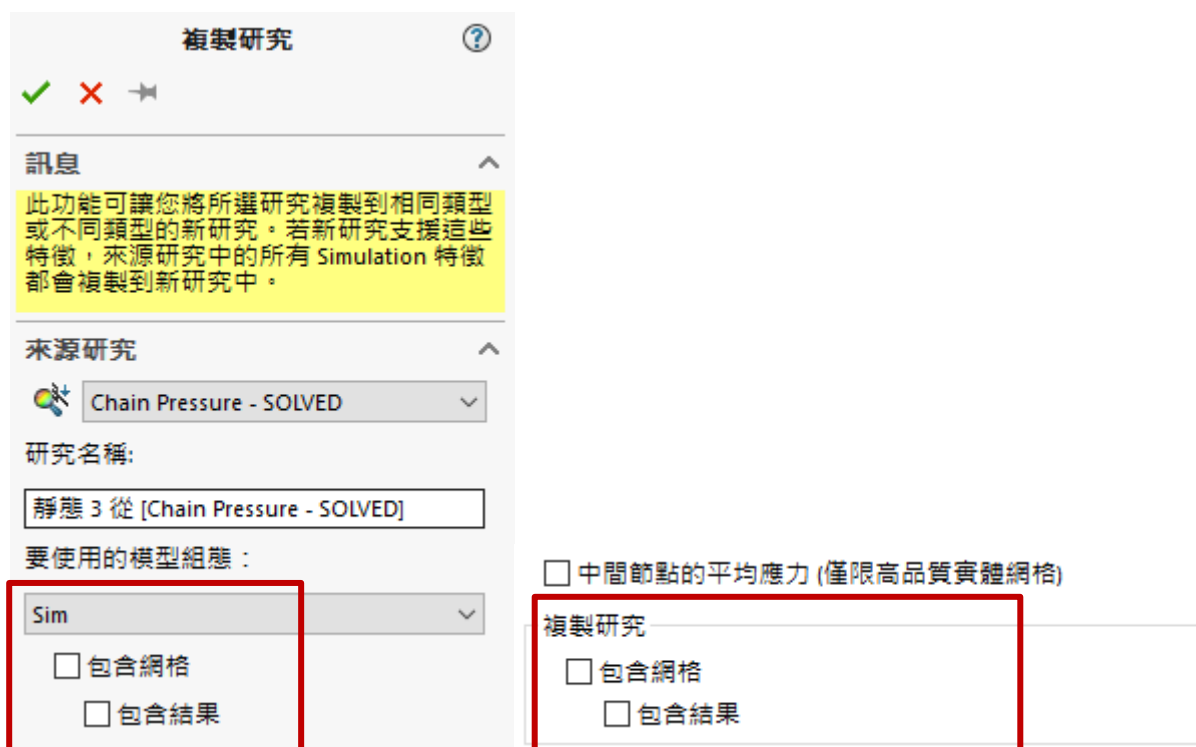 複製研究
訊息
此功能可讓您將所選研究複製到相同類型
或不同類型的新研究。若新研究支援這些
特徵，來源研究中的所有 Simulation 特徵
都會複製到新研究中。
來源研究
Chain Pressure - SOLVED
研究名稱:
靜態 3 從 [Chain Pressure - SOLVED]
要使用的模型組態：
Sim
包含網格
包含結果
中間節點的平均應力 (僅限高品質實體網格)
複製研究
包含網格
包含結果